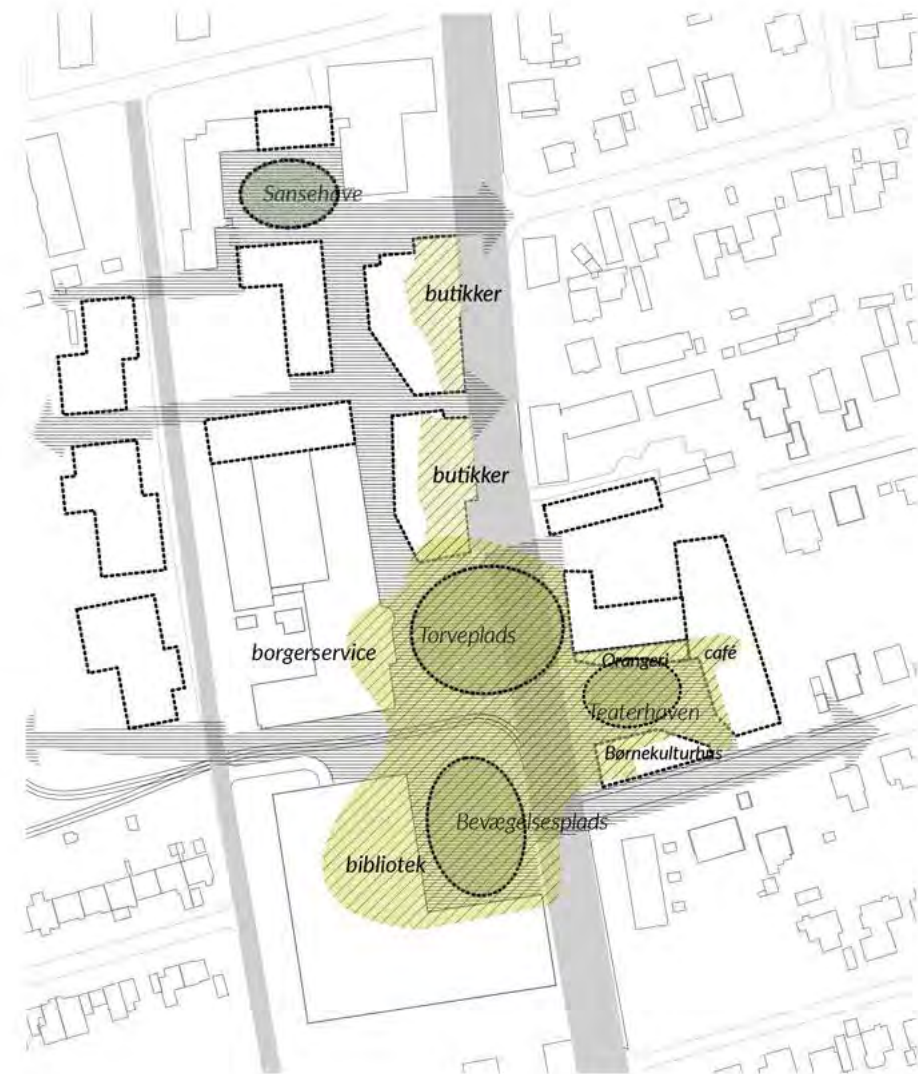 Sansehave
butikker
butikker
Torveplads
borgerservice
Orangeri
café
Teaterhaven
Børnekulturhus
Bevægelsesplads
bibliotek